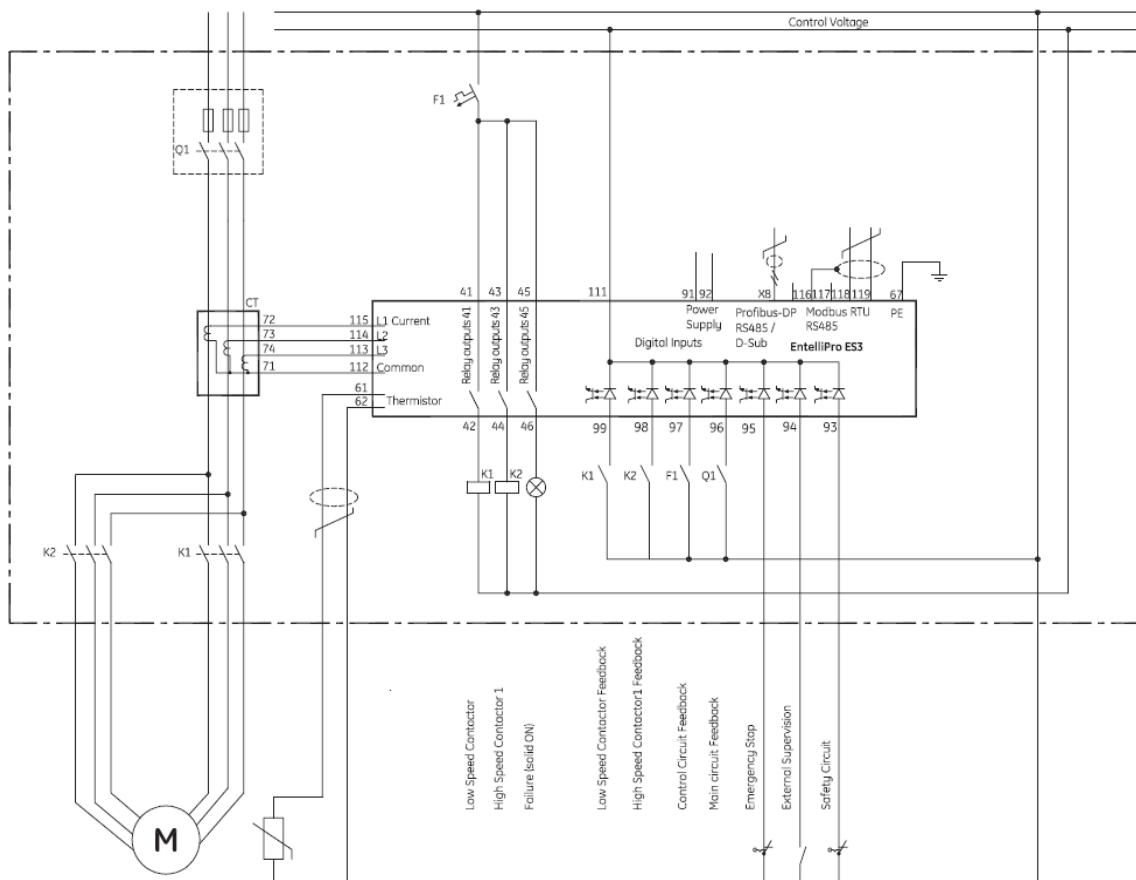 Control Voltage
F1
Q1
41
43
45
111
91
92
X8
116
117
118
119
67
CT
72
73
74
71
115
114
113
112
61
62
L1 Current
L2
L3
Common
Thermistor
Relay outputs 41
Relay outputs 43
Relay outputs 45
Power
Supply
Profibus-DP
RS485 /
D-Sub
Modbus RTU
RS485
PE
Digital Inputs
EntelliPro ES3
42
44
46
99
98
97
96
95
94
93
K1
K2
K1
K2
F1
Q1
K2
K1
Low Speed Contactor
High Speed Contactor 1
Failure (solid ON)
Low Speed Contactor Feedback
High Speed Contactor1 Feedback
Control Circuit Feedback
Main circuit Feedback
Emergency Stop
External Supervision
Safety Circuit
M